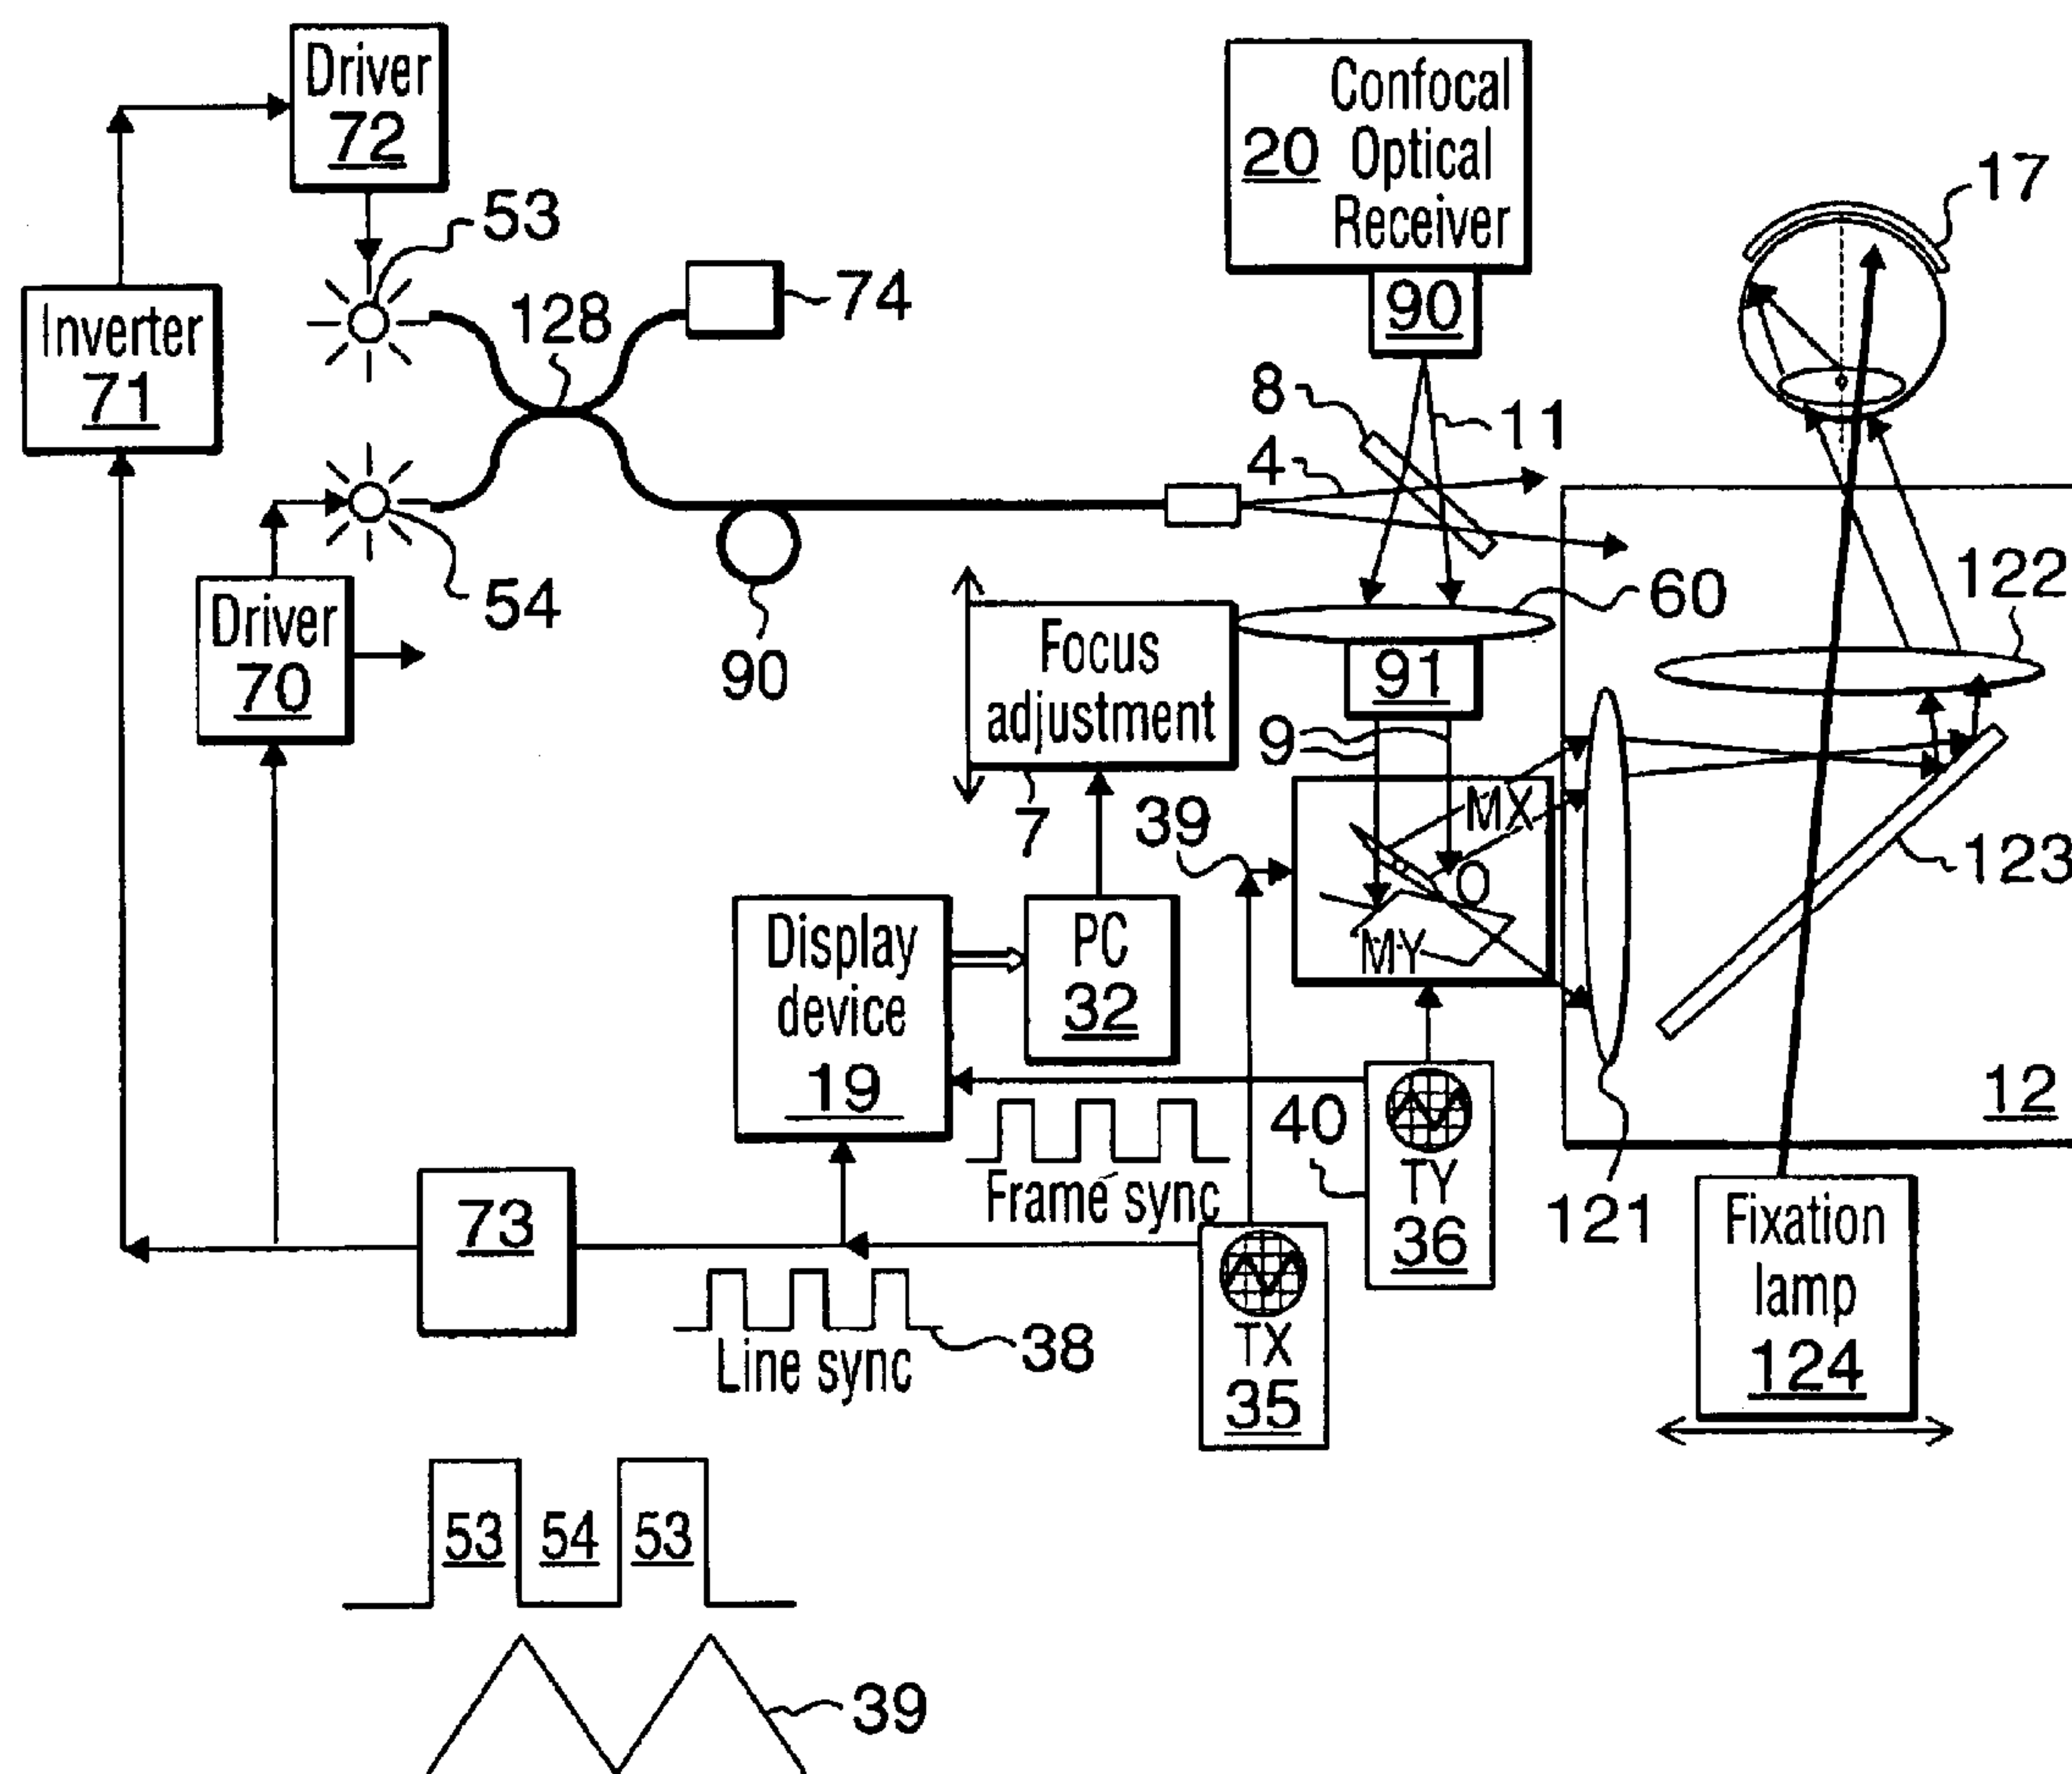 Driver
72
53
Confocal
20 Optical
Receiver
17
128
74
90
Inverter
71
8
11
4
54
Driver
70
90
60
122
Focus
adjustment
91
9
7
39
MX
O
MY
123
Display
device
19
PC
32
12
40
TY
36
121
Frame sync
73
Line sync
38
TX
35
Fixation
lamp
124
53 54 53
39